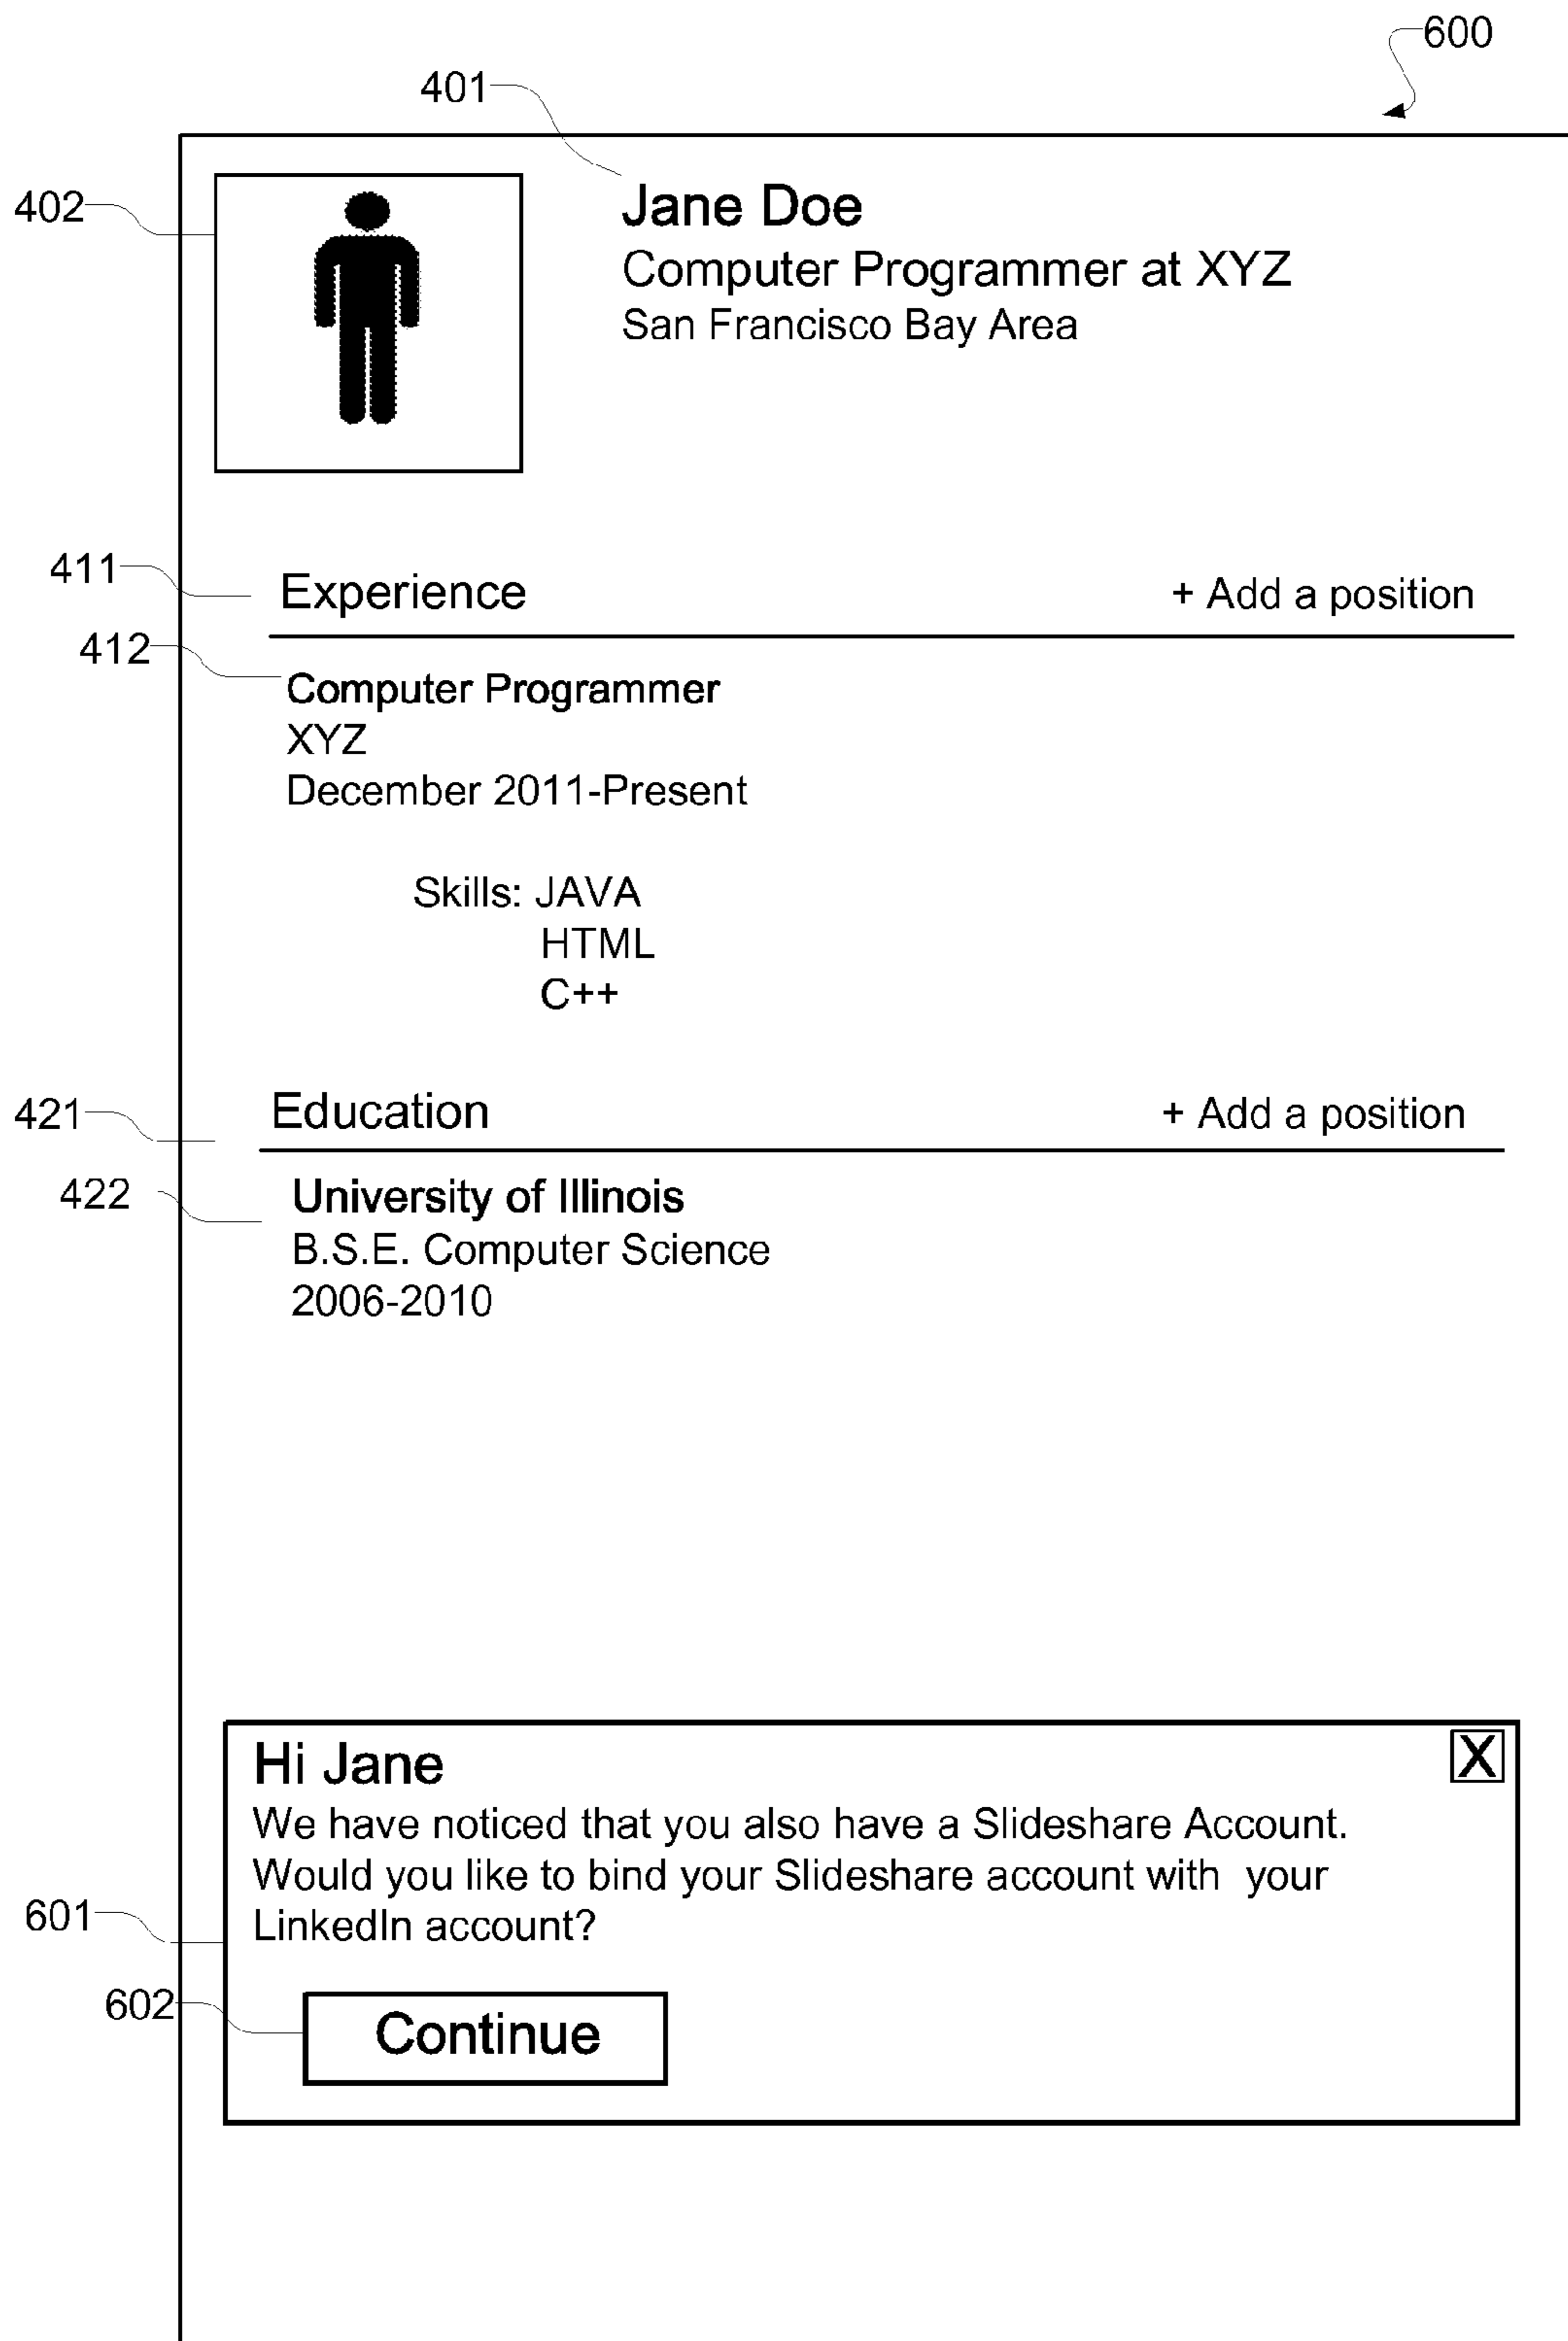 600
401
402
Jane Doe
Computer Programmer at XYZ
San Francisco Bay Area
411
Experience + Add a position
412
Computer Programmer
XYZ
December 2011-Present
Skills: JAVA
HTML
C++
421
Education + Add a position
422
University of Illinois
B.S.E. Computer Science
2006-2010
Hi Jane X
We have noticed that you also have a Slideshare Account.
Would you like to bind your Slideshare account with your
LinkedIn account?
601
602
Continue